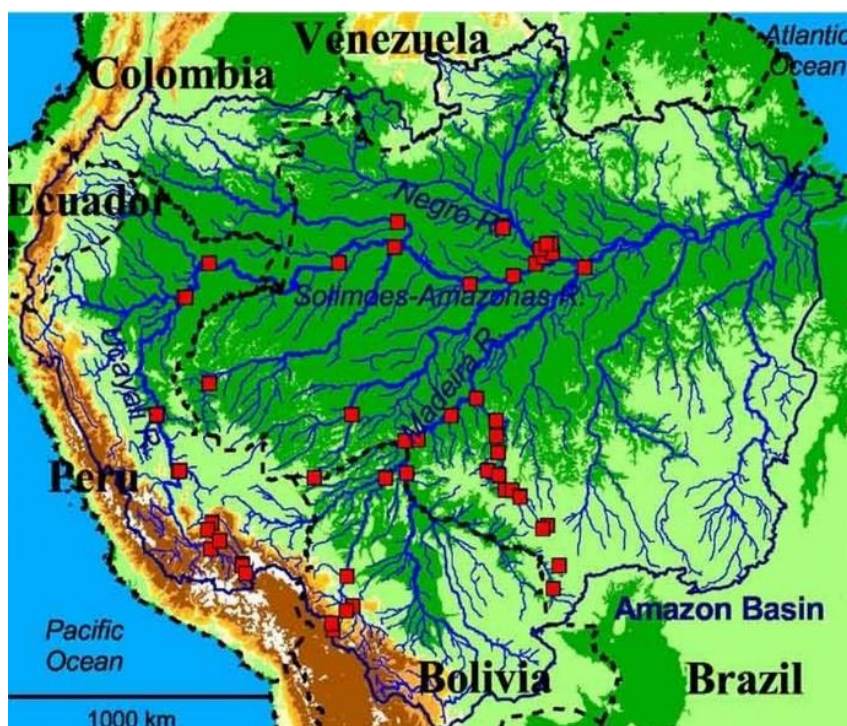 Venezuela
Atlantic
Ocean
Colombia
Ecuador
Negro R.
Solimoes-Amazonas R.
Ucayali R.
Madeira R.
Peru
Amazon Basin
Pacific
Ocean
Bolivia
Brazil
1000 km